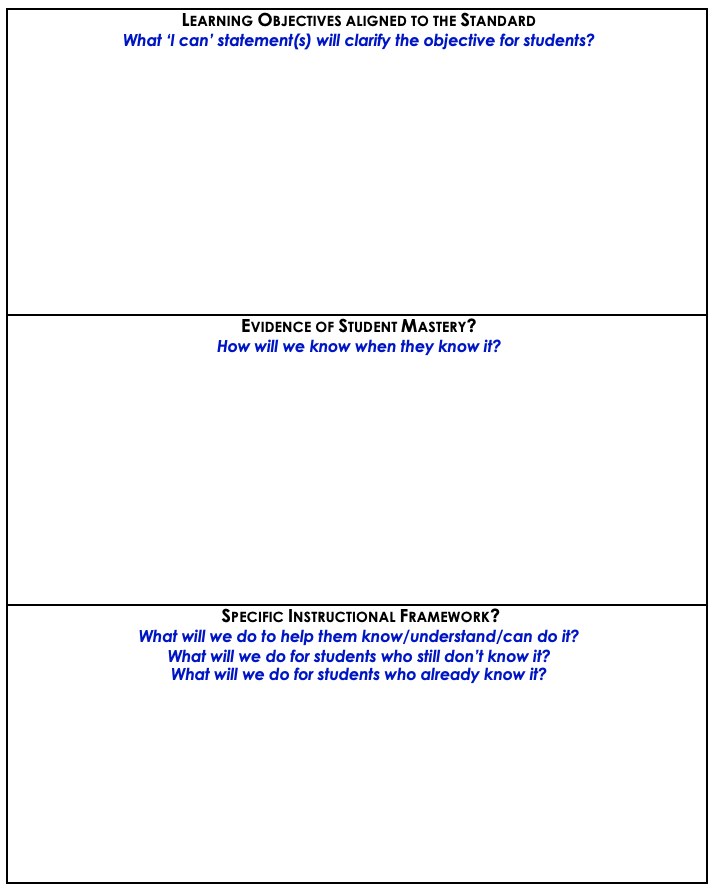 Learning Objectives aligned to the Standard
What ‘I can’ statement(s) will clarify the objective for students?
Evidence of Student Mastery?
How will we know when they know it?
Specific Instructional Framework?
What will we do to help them know/understand/can do it?
What will we do for students who still don’t know it?
What will we do for students who already know it?